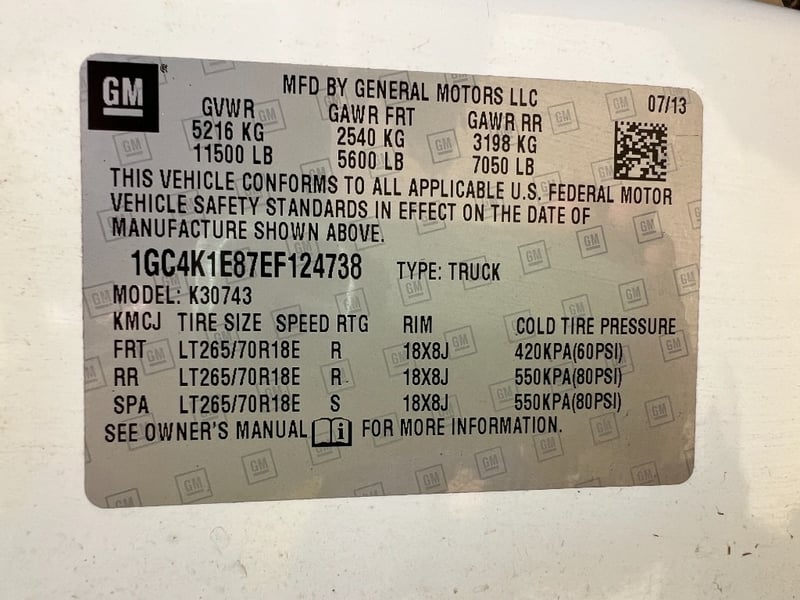 GM
MFD BY GENERAL MOTORS LLC 07/13
GVWR GAWR FRT GAWR RR
5216 KG 2540 KG 3198 KG
11500 LB 5600 LB 7050 LB
THIS VEHICLE CONFORMS TO ALL APPLICABLE U.S. FEDERAL MOTOR
VEHICLE SAFETY STANDARDS IN EFFECT ON THE DATE OF
MANUFACTURE SHOWN ABOVE.
1GC4K1E87EF124738 TYPE: TRUCK
MODEL: K30743
KMCJ TIRE SIZE SPEED RTG RIM COLD TIRE PRESSURE
FRT LT265/70R18E R 18X8J 420KPA(60PSI)
RR LT265/70R18E R 18X8J 550KPA(80PSI)
SPA LT265/70R18E S 18X8J 550KPA(80PSI)
SEE OWNER'S MANUAL i FOR MORE INFORMATION.